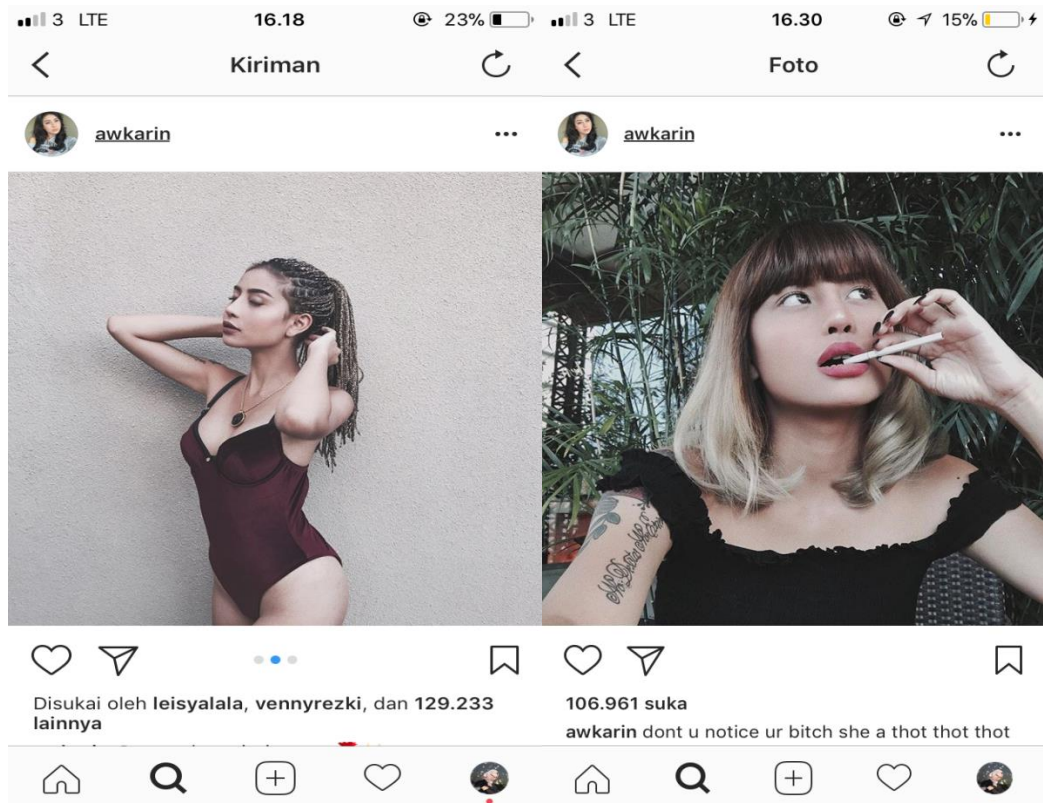 3 LTE 16.18 23%
Kiriman
awkarin
Disukai oleh leisyalala, vennyrezki, dan 129.233
lainnya
3 LTE 16.30 15%
Foto
awkarin
106.961 suka
awkarin dont u notice ur bitch she a thot thot thot